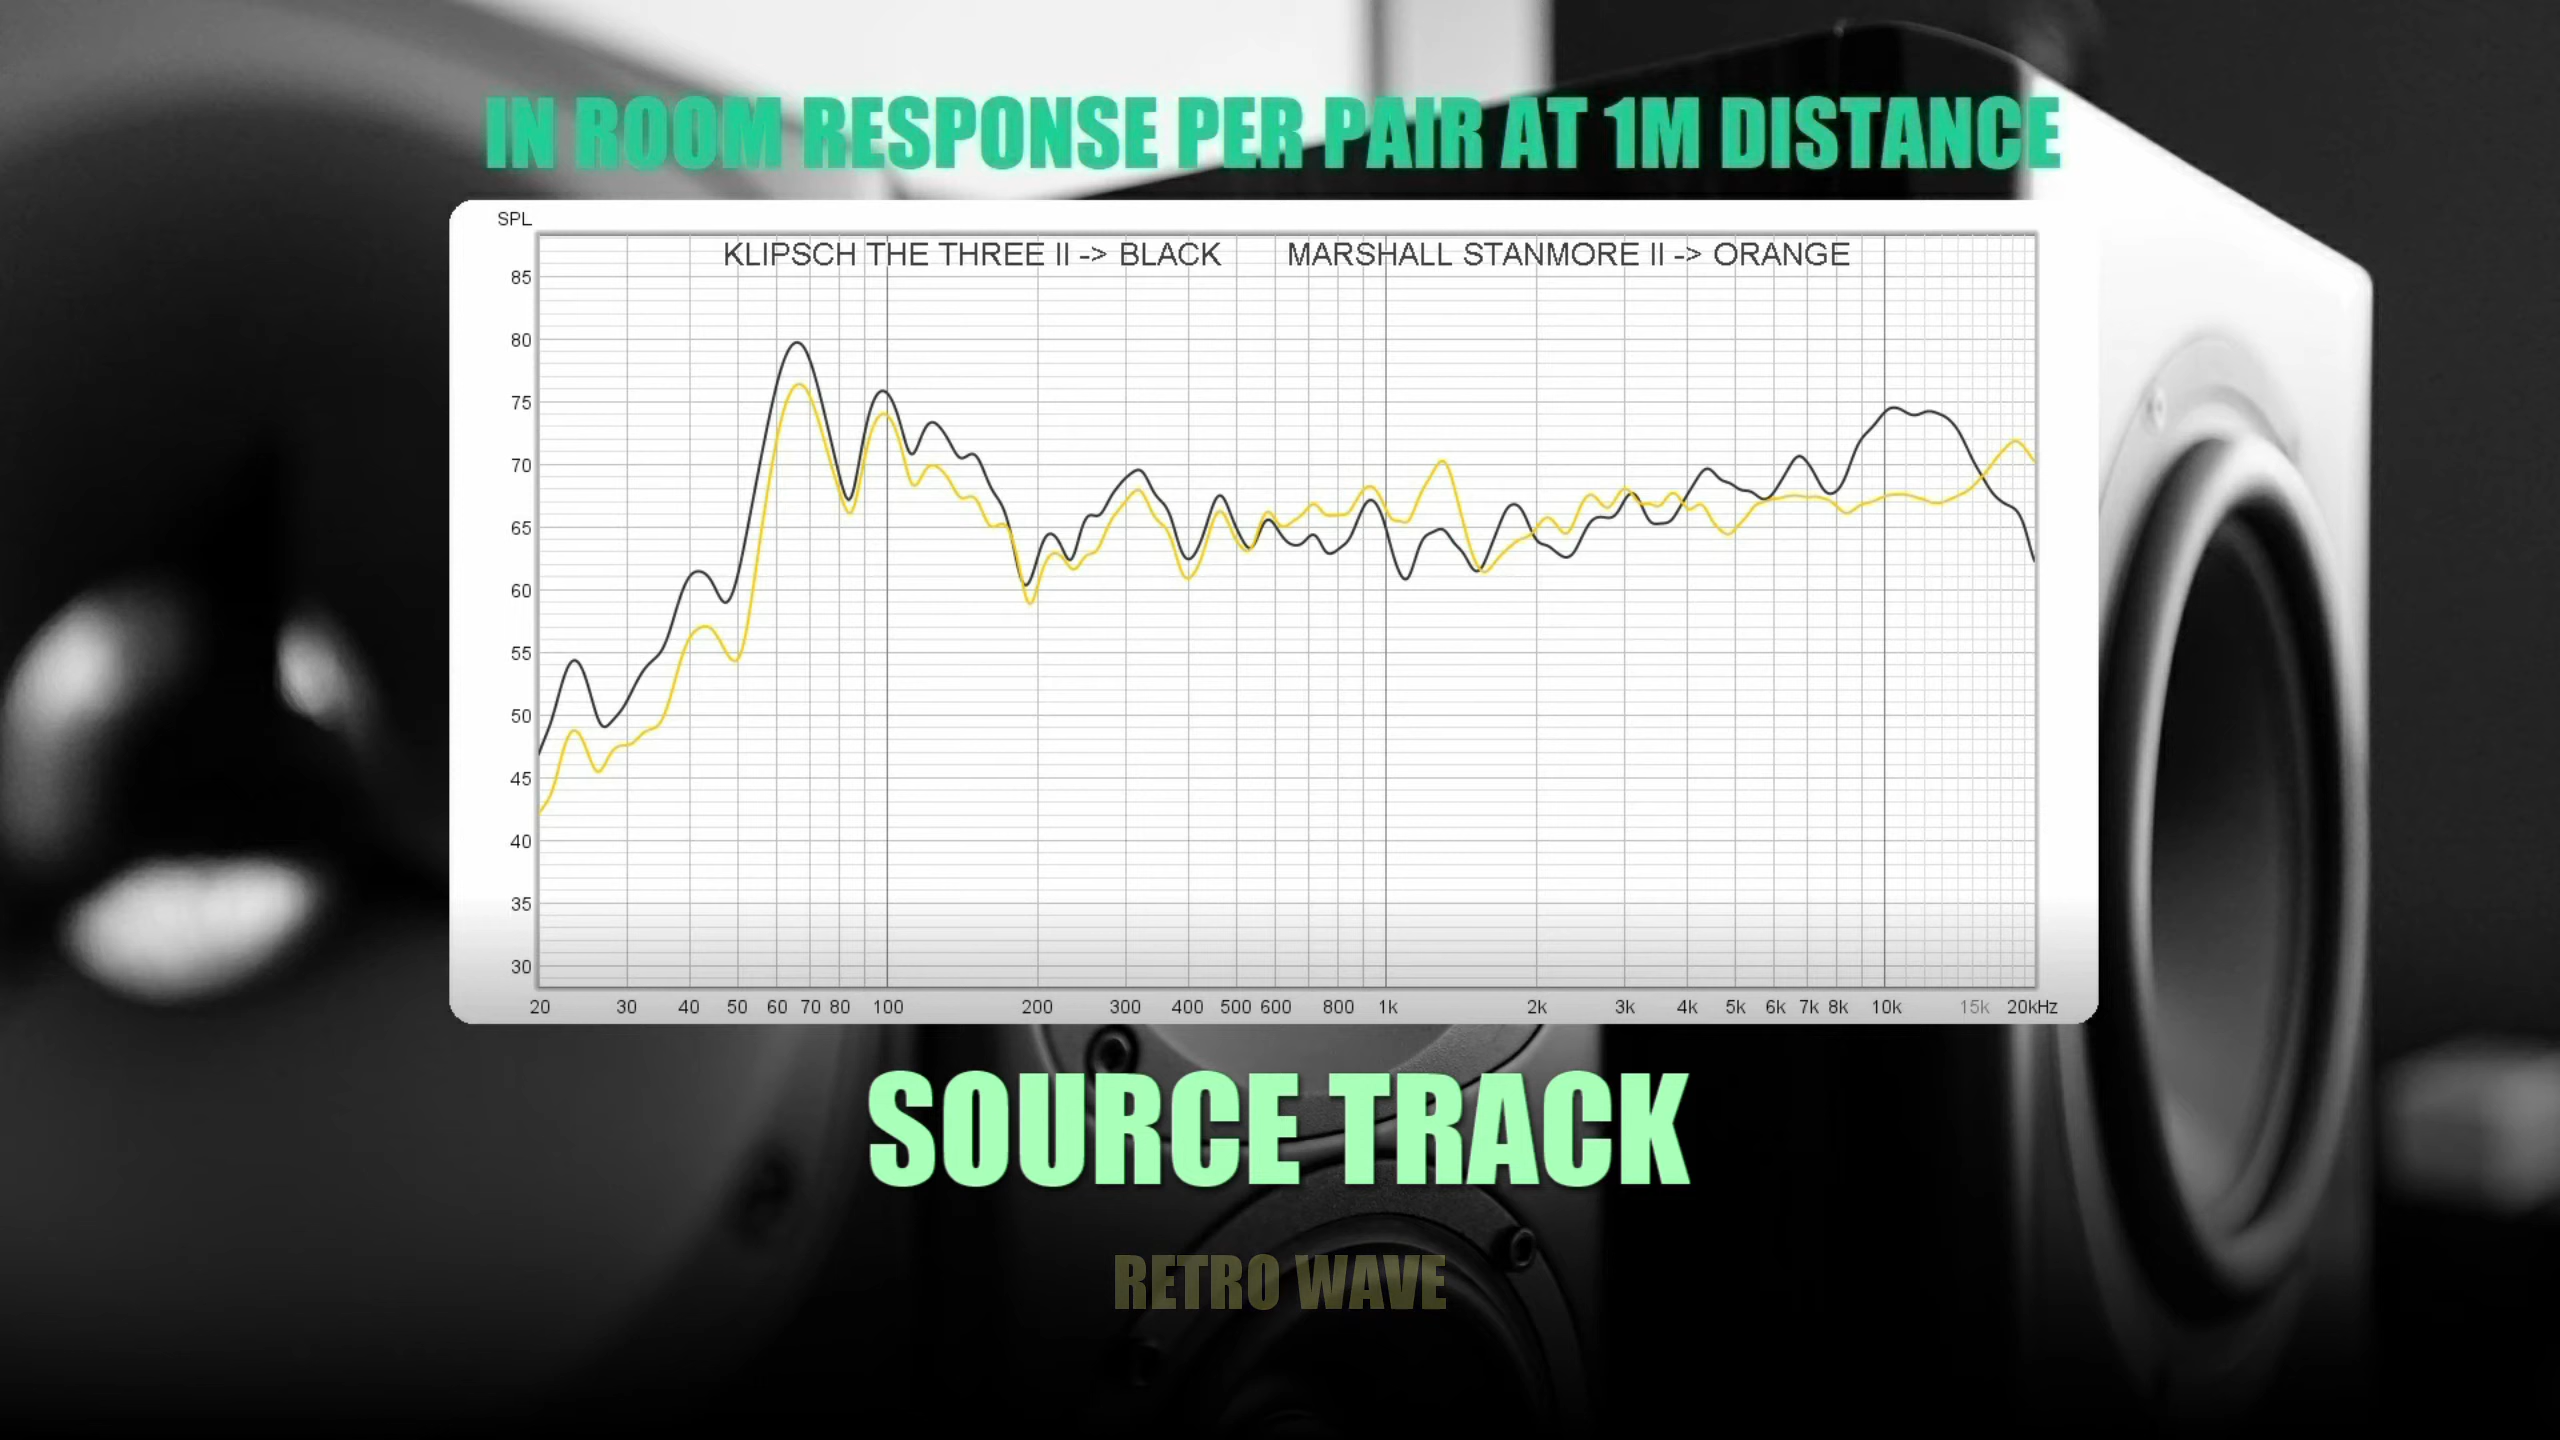 IN ROOM RESPONSE PER PAIR AT 1M DISTANCE
SPL
KLIPSCH THE THREE II -> BLACK MARSHALL STANMORE II -> ORANGE
85
80
75
70
65
60
55
50
45
40
35
30
20 30 40 50 60 70 80 100 200 300 400 500 600 800 1k 2k 3k 4k 5k 6k 7k 8k 10k 15k 20kHz
SOURCE TRACK
RETRO WAVE